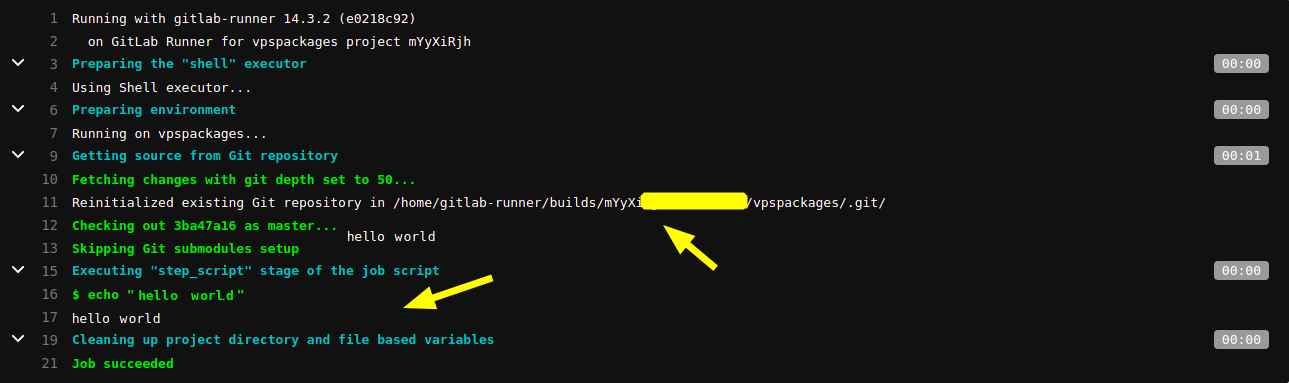 1 Running with gitlab-runner 14.3.2 (e0218c92)
2 on GitLab Runner for vpspackages project mYyXiRjh
3 Preparing the "shell" executor 00:00
4 Using Shell executor...
6 Preparing environment 00:00
7 Running on vpspackages...
9 Getting source from Git repository 00:01
10 Fetching changes with git depth set to 50...
11 Reinitialized existing Git repository in /home/gitlab-runner/builds/mYyXi /vpspackages/.git/
12 Checking out 3ba47a16 as master...
hello world
13 Skipping Git submodules setup
15 Executing "step_script" stage of the job script 00:00
16 $ echo "hello world"
17 hello world
19 Cleaning up project directory and file based variables 00:00
21 Job succeeded